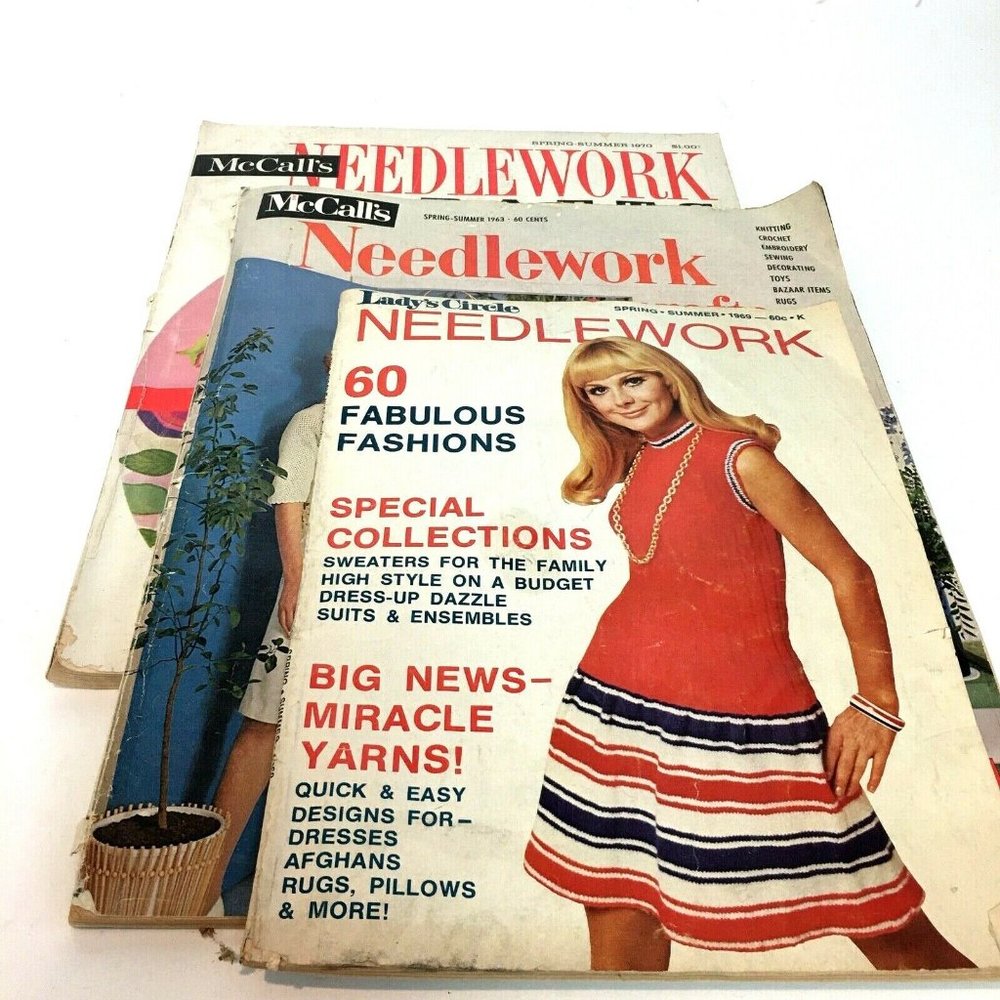 SPRING-SUMMER 1970 $1.00
McCall's NEEDLEWORK
McCall's
SPRING-SUMMER 1963 · 60 CENTS
Needlework
KNITTING
CROCHET
EMBROIDERY
SEWING
DECORATING
TOYS
BAZAAR ITEMS
RUGS
Lady's Circle
SPRING • SUMMER • 1969 — 60c • K
NEEDLEWORK
60
FABULOUS
FASHIONS
SPECIAL
COLLECTIONS
SWEATERS FOR THE FAMILY
HIGH STYLE ON A BUDGET
DRESS-UP DAZZLE
SUITS & ENSEMBLES
BIG NEWS–
MIRACLE
YARNS!
QUICK & EASY
DESIGNS FOR–
DRESSES
AFGHANS
RUGS, PILLOWS
& MORE!